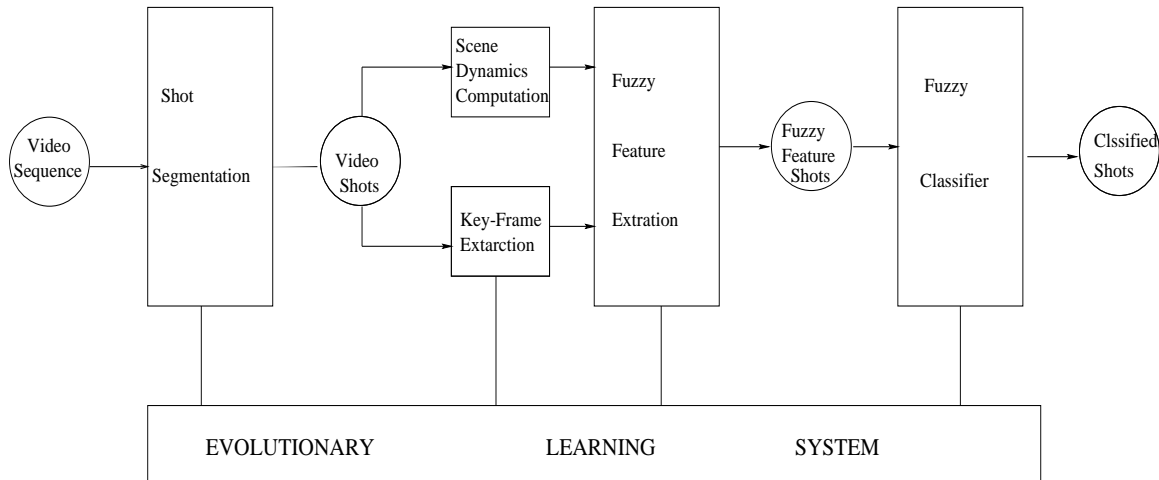 Video
Sequence
Shot
Segmentation
Video
Shots
Scene
Dynamics
Computation
Key-Frame
Extarction
Fuzzy
Feature
Extration
Fuzzy
Feature
Shots
Fuzzy
Classifier
Clssified
Shots
EVOLUTIONARY LEARNING SYSTEM